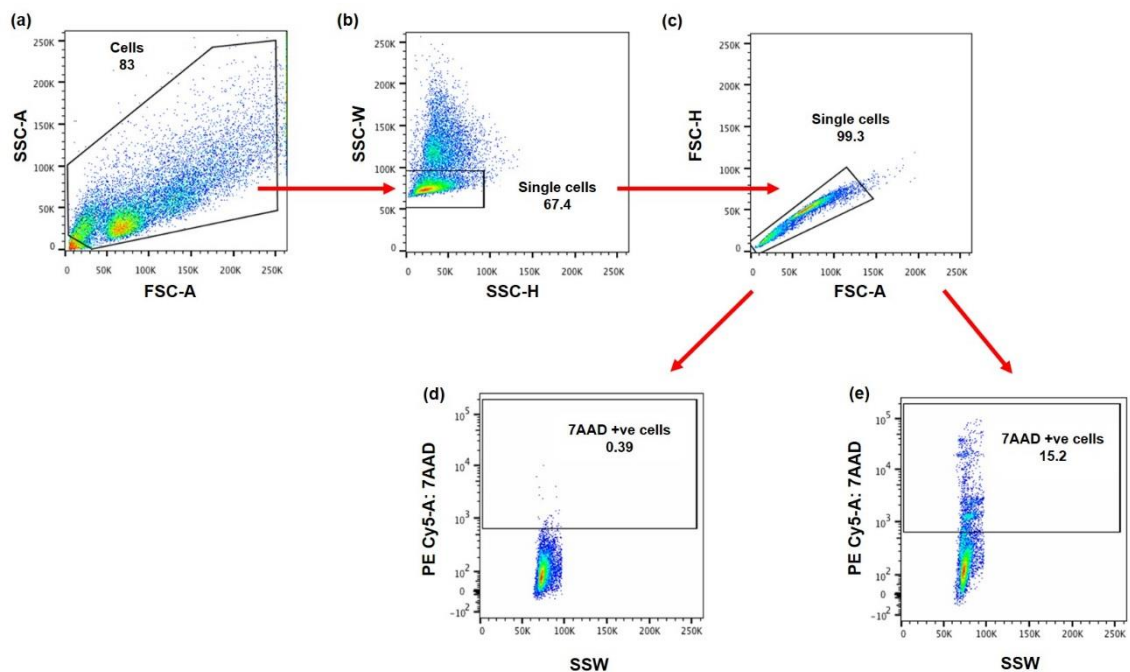 (a)
Cells
83
SSC-A
250K
200K
150K
100K
50K
0
0 50K 100K 150K 200K 250K
FSC-A
(b)
SSC-W
250K
200K
150K
100K
50K
0
Single cells
67.4
0 50K 100K 150K 200K 250K
SSC-H
(c)
FSC-H
250K
200K
150K
100K
50K
0
Single cells
99.3
0 50K 100K 150K 200K 250K
FSC-A
(d)
PE Cy5-A: 7AAD
10^5
10^4
10^3
10^2
0
-10^2
7AAD +ve cells
0.39
0 50K 100K 150K 200K 250K
SSW
(e)
PE Cy5-A: 7AAD
10^5
10^4
10^3
10^2
0
-10^2
7AAD +ve cells
15.2
0 50K 100K 150K 200K 250K
SSW